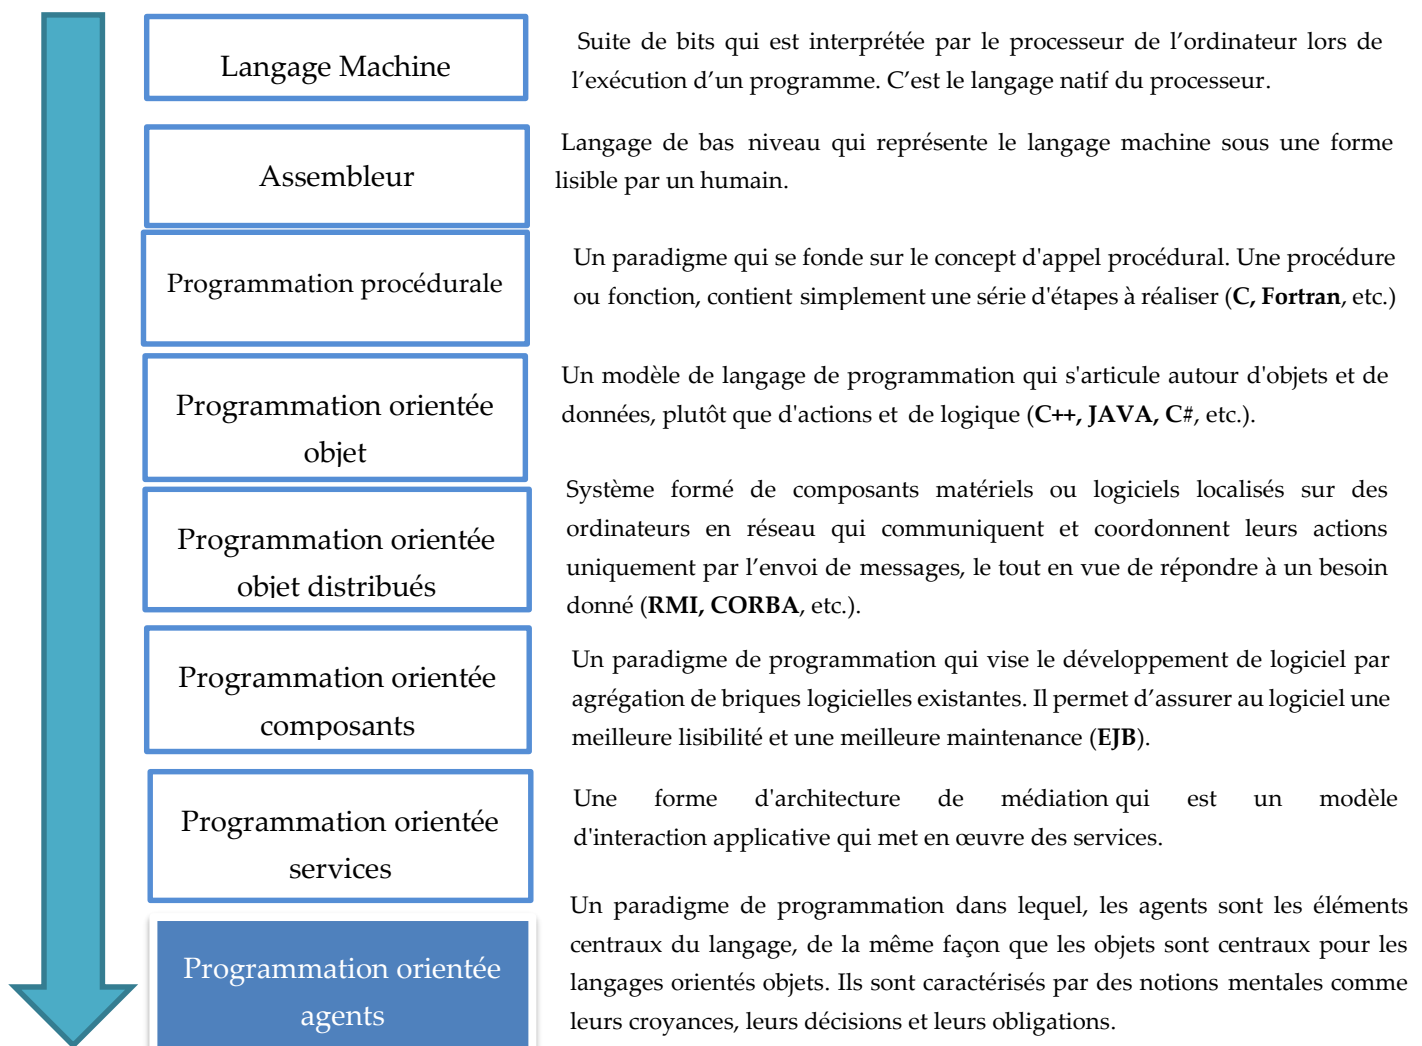 Langage Machine
Suite de bits qui est interprétée par le processeur de l’ordinateur lors de
l’exécution d’un programme. C’est le langage natif du processeur.
Assembleur
Langage de bas niveau qui représente le langage machine sous une forme
lisible par un humain.
Programmation procédurale
Un paradigme qui se fonde sur le concept d'appel procédural. Une procédure
ou fonction, contient simplement une série d'étapes à réaliser (C, Fortran, etc.)
Programmation orientée
objet
Un modèle de langage de programmation qui s'articule autour d'objets et de
données, plutôt que d'actions et de logique (C++, JAVA, C#, etc.).
Programmation orientée
objet distribués
Système formé de composants matériels ou logiciels localisés sur des
ordinateurs en réseau qui communiquent et coordonnent leurs actions
uniquement par l’envoi de messages, le tout en vue de répondre à un besoin
donné (RMI, CORBA, etc.).
Programmation orientée
composants
Un paradigme de programmation qui vise le développement de logiciel par
agrégation de briques logicielles existantes. Il permet d’assurer au logiciel une
meilleure lisibilité et une meilleure maintenance (EJB).
Programmation orientée
services
Une forme d'architecture de médiation qui est un modèle
d'interaction applicative qui met en œuvre des services.
Programmation orientée
agents
Un paradigme de programmation dans lequel, les agents sont les éléments
centraux du langage, de la même façon que les objets sont centraux pour les
langages orientés objets. Ils sont caractérisés par des notions mentales comme
leurs croyances, leurs décisions et leurs obligations.